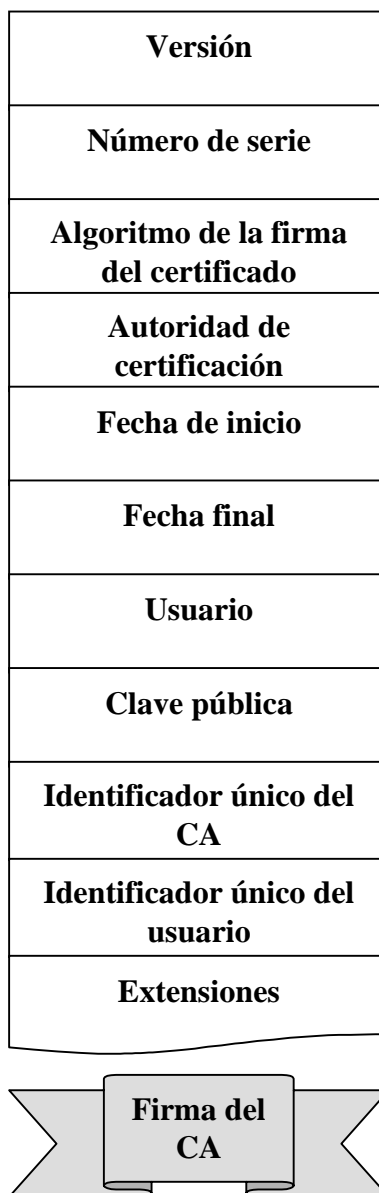 Versión
Número de serie
Algoritmo de la firma
del certificado
Autoridad de
certificación
Fecha de inicio
Fecha final
Usuario
Clave pública
Identificador único del
CA
Identificador único del
usuario
Extensiones
Firma del
CA